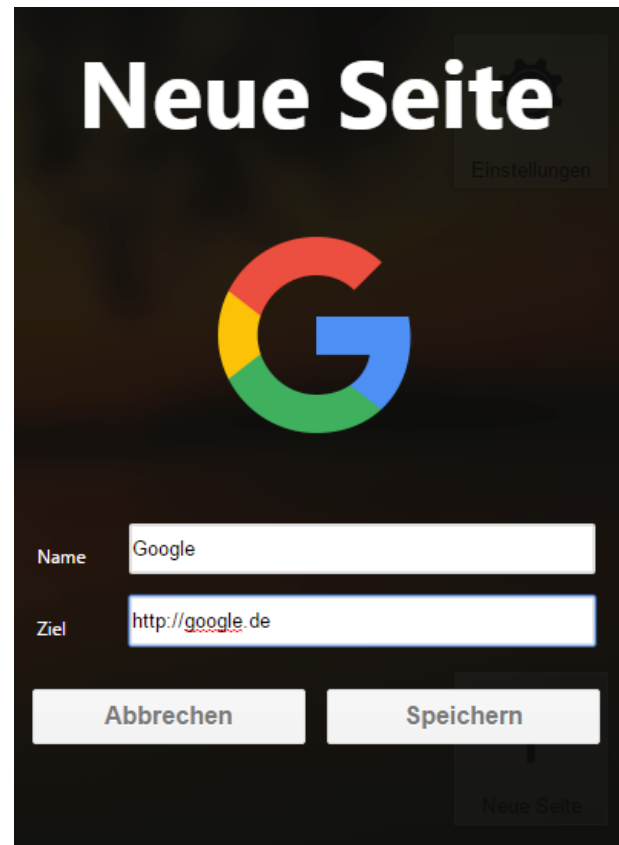 Neue Seite
Einstellungen
Name
Google
Ziel
http://google.de
Abbrechen
Speichern
Neue Seite